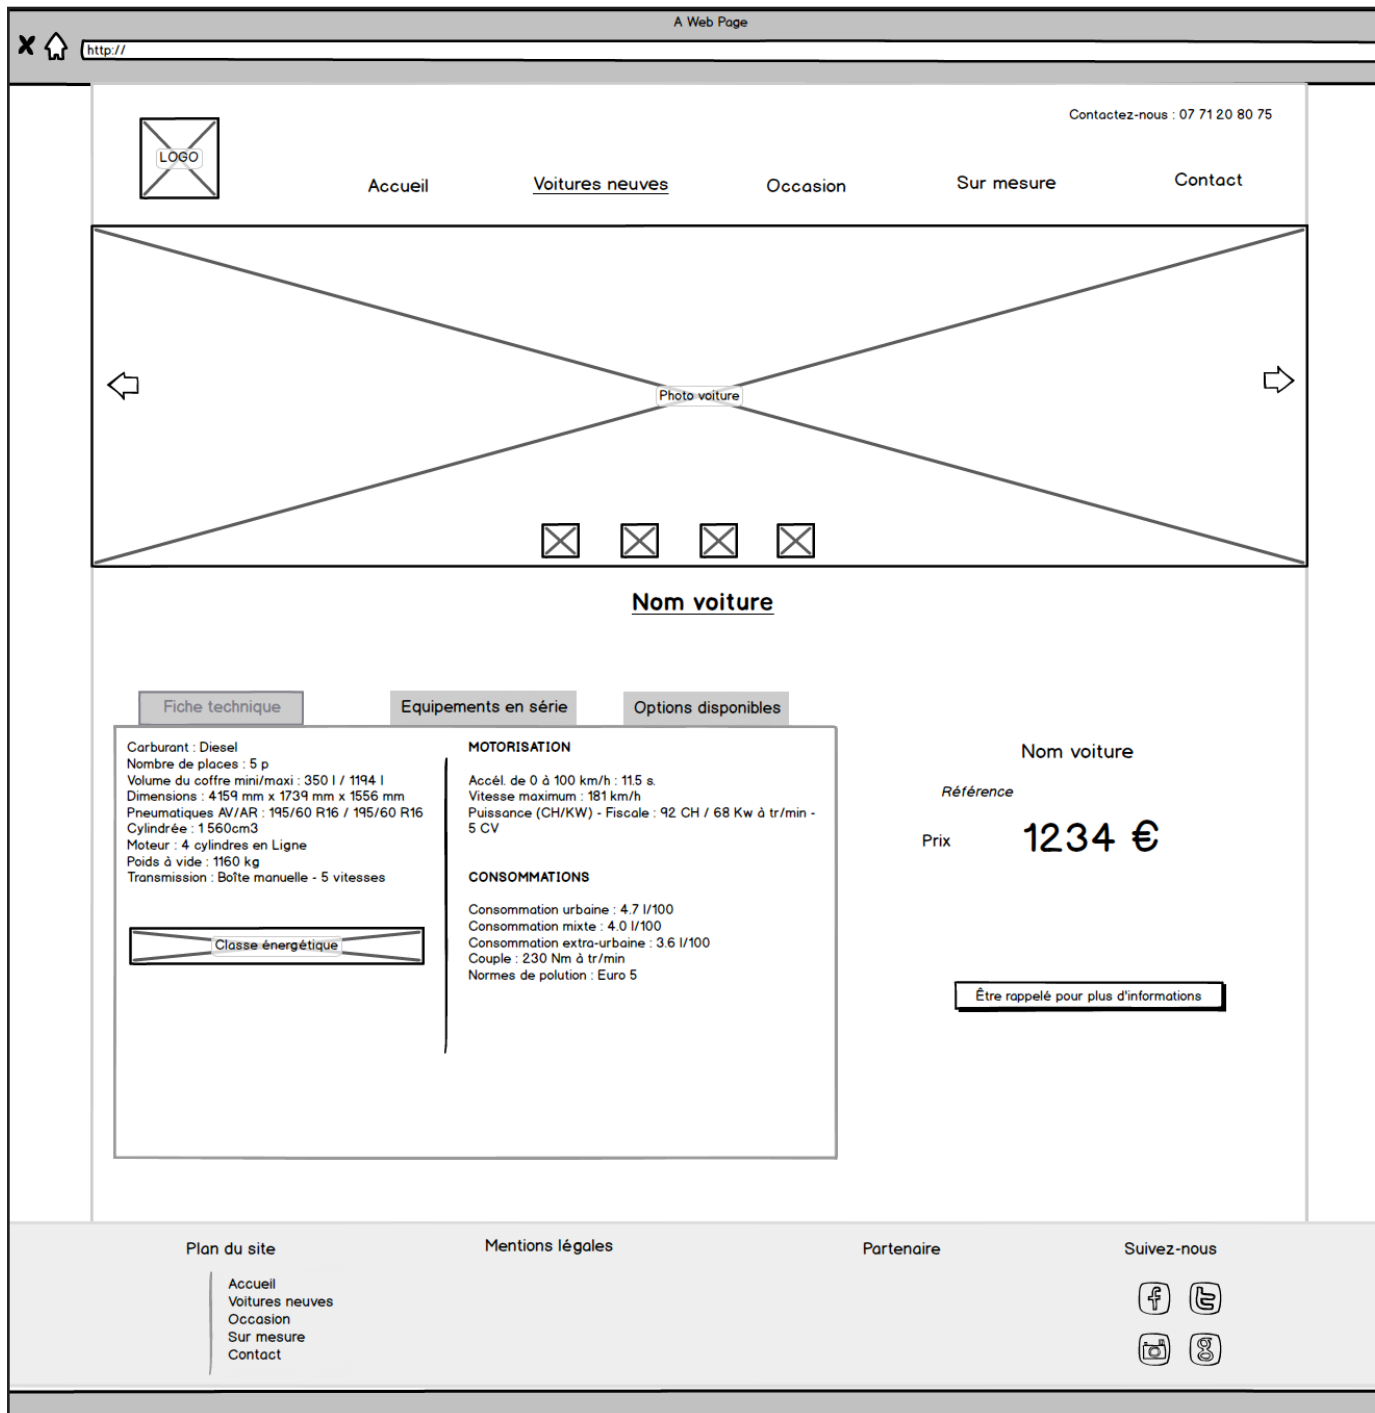 A Web Page
http://
Contactez-nous : 07 71 20 80 75
LOGO
Accueil
Voitures neuves
Occasion
Sur mesure
Contact
Photo voiture
Nom voiture
Fiche technique
Equipements en série
Options disponibles
Carburant : Diesel
Nombre de places : 5 p
Volume du coffre mini/maxi : 350 l / 1194 l
Dimensions : 4159 mm x 1739 mm x 1556 mm
Pneumatiques AV/AR : 195/60 R16 / 195/60 R16
Cylindrée : 1 560cm3
Moteur : 4 cylindres en Ligne
Poids à vide : 1160 kg
Transmission : Boîte manuelle - 5 vitesses
Classe énergétique
MOTORISATION
Accél. de 0 à 100 km/h : 11.5 s.
Vitesse maximum : 181 km/h
Puissance (CH/KW) - Fiscale : 92 CH / 68 Kw à tr/min -
5 CV
CONSOMMATIONS
Consommation urbaine : 4.7 l/100
Consommation mixte : 4.0 l/100
Consommation extra-urbaine : 3.6 l/100
Couple : 230 Nm à tr/min
Normes de polution : Euro 5
Nom voiture
Référence
Prix
1234 €
Être rappelé pour plus d'informations
Plan du site
Accueil
Voitures neuves
Occasion
Sur mesure
Contact
Mentions légales
Partenaire
Suivez-nous